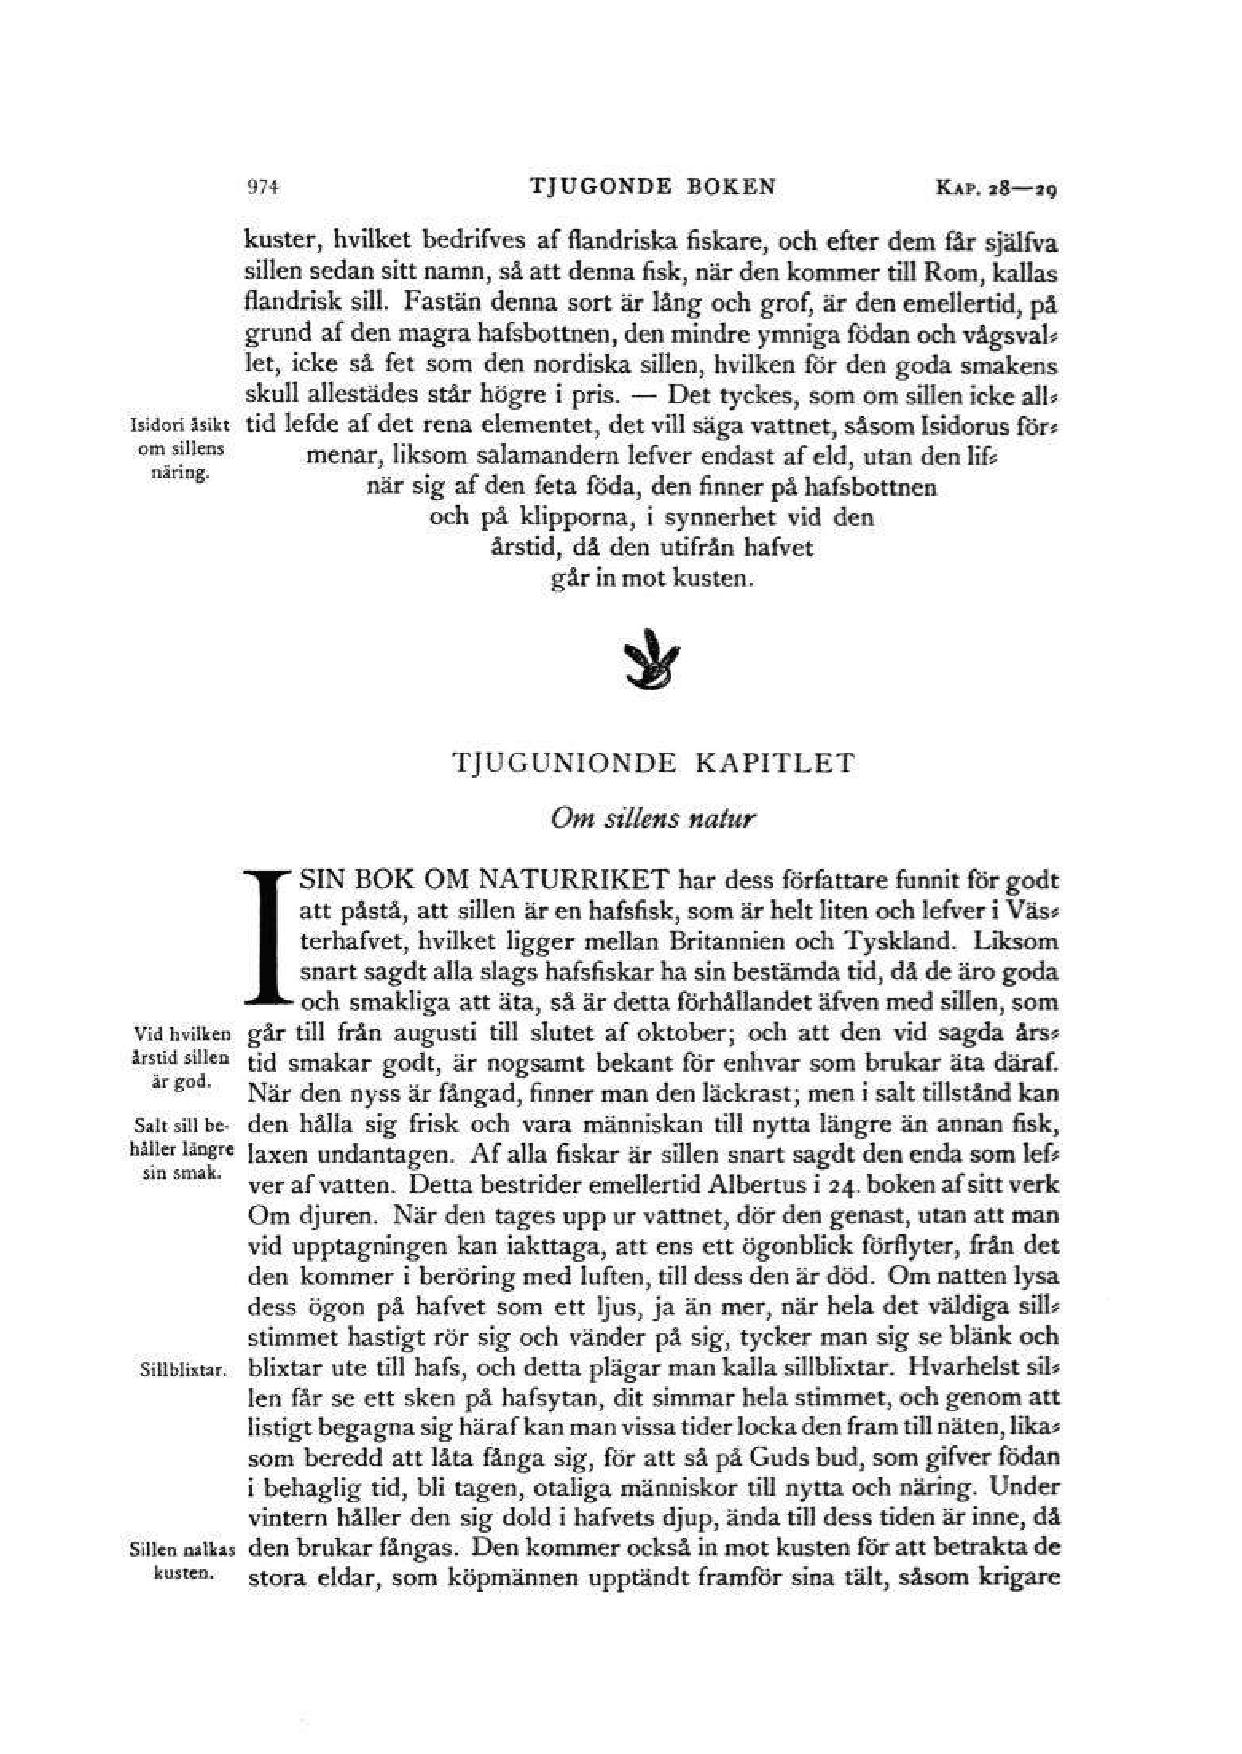 974 TJUGONDE BOKEN KAP. 28—29
kuster, hvilket bedrifves af flandriska fiskare, och efter dem får själfva
sillen sedan sitt namn, så att denna fisk, när den kommer till Rom, kallas
flandrisk sill. Fastän denna sort är lång och grof, är den emellertid, på
grund af den magra hafsbottnen, den mindre ymniga födan och vågsval-
let, icke så fet som den nordiska sillen, hvilken för den goda smakens
skull allestädes står högre i pris. — Det tyckes, som om sillen icke all-
Isidori åsikt
om sillens
näring.
tid lefde af det rena elementet, det vill säga vattnet, såsom Isidorus för-
menar, liksom salamandern lefver endast af eld, utan den lif-
när sig af den feta föda, den finner på hafsbottnen
och på klipporna, i synnerhet vid den
årstid, då den utifrån hafvet
går in mot kusten.
TJUGUNIONDE KAPITLET
Om sillens natur
I SIN BOK OM NATURRIKET har dess författare funnit för godt
att påstå, att sillen är en hafsfisk, som är helt liten och lefver i Väs-
terhafvet, hvilket ligger mellan Britannien och Tyskland. Liksom
snart sagdt alla slags hafsfiskar ha sin bestämda tid, då de äro goda
och smakliga att äta, så är detta förhållandet äfven med sillen, som
Vid hvilken
årstid sillen
är god.
går till från augusti till slutet af oktober; och att den vid sagda års-
tid smakar godt, är nogsamt bekant för enhvar som brukar äta däraf.
När den nyss är fångad, finner man den läckrast; men i salt tillstånd kan
Salt sill be-
håller längre
sin smak.
den hålla sig frisk och vara människan till nytta längre än annan fisk,
laxen undantagen. Af alla fiskar är sillen snart sagdt den enda som lef-
ver af vatten. Detta bestrider emellertid Albertus i 24. boken af sitt verk
Om djuren. När den tages upp ur vattnet, dör den genast, utan att man
vid upptagningen kan iakttaga, att ens ett ögonblick förflyter, från det
den kommer i beröring med luften, till dess den är död. Om natten lysa
dess ögon på hafvet som ett ljus, ja än mer, när hela det väldiga sill-
stimmet hastigt rör sig och vänder på sig, tycker man sig se blänk och
Sillblixtar.
blixtar ute till hafs, och detta plägar man kalla sillblixtar. Hvarhelst sil-
len får se ett sken på hafsytan, dit simmar hela stimmet, och genom att
listigt begagna sig häraf kan man vissa tider locka den fram till näten, lika-
som beredd att låta fånga sig, för att så på Guds bud, som gifver födan
i behaglig tid, bli tagen, otaliga människor till nytta och näring. Under
vintern håller den sig dold i hafvets djup, ända till dess tiden är inne, då
Sillen nalkas
kusten.
den brukar fångas. Den kommer också in mot kusten för att betrakta de
stora eldar, som köpmännen upptändt framför sina tält, såsom krigare